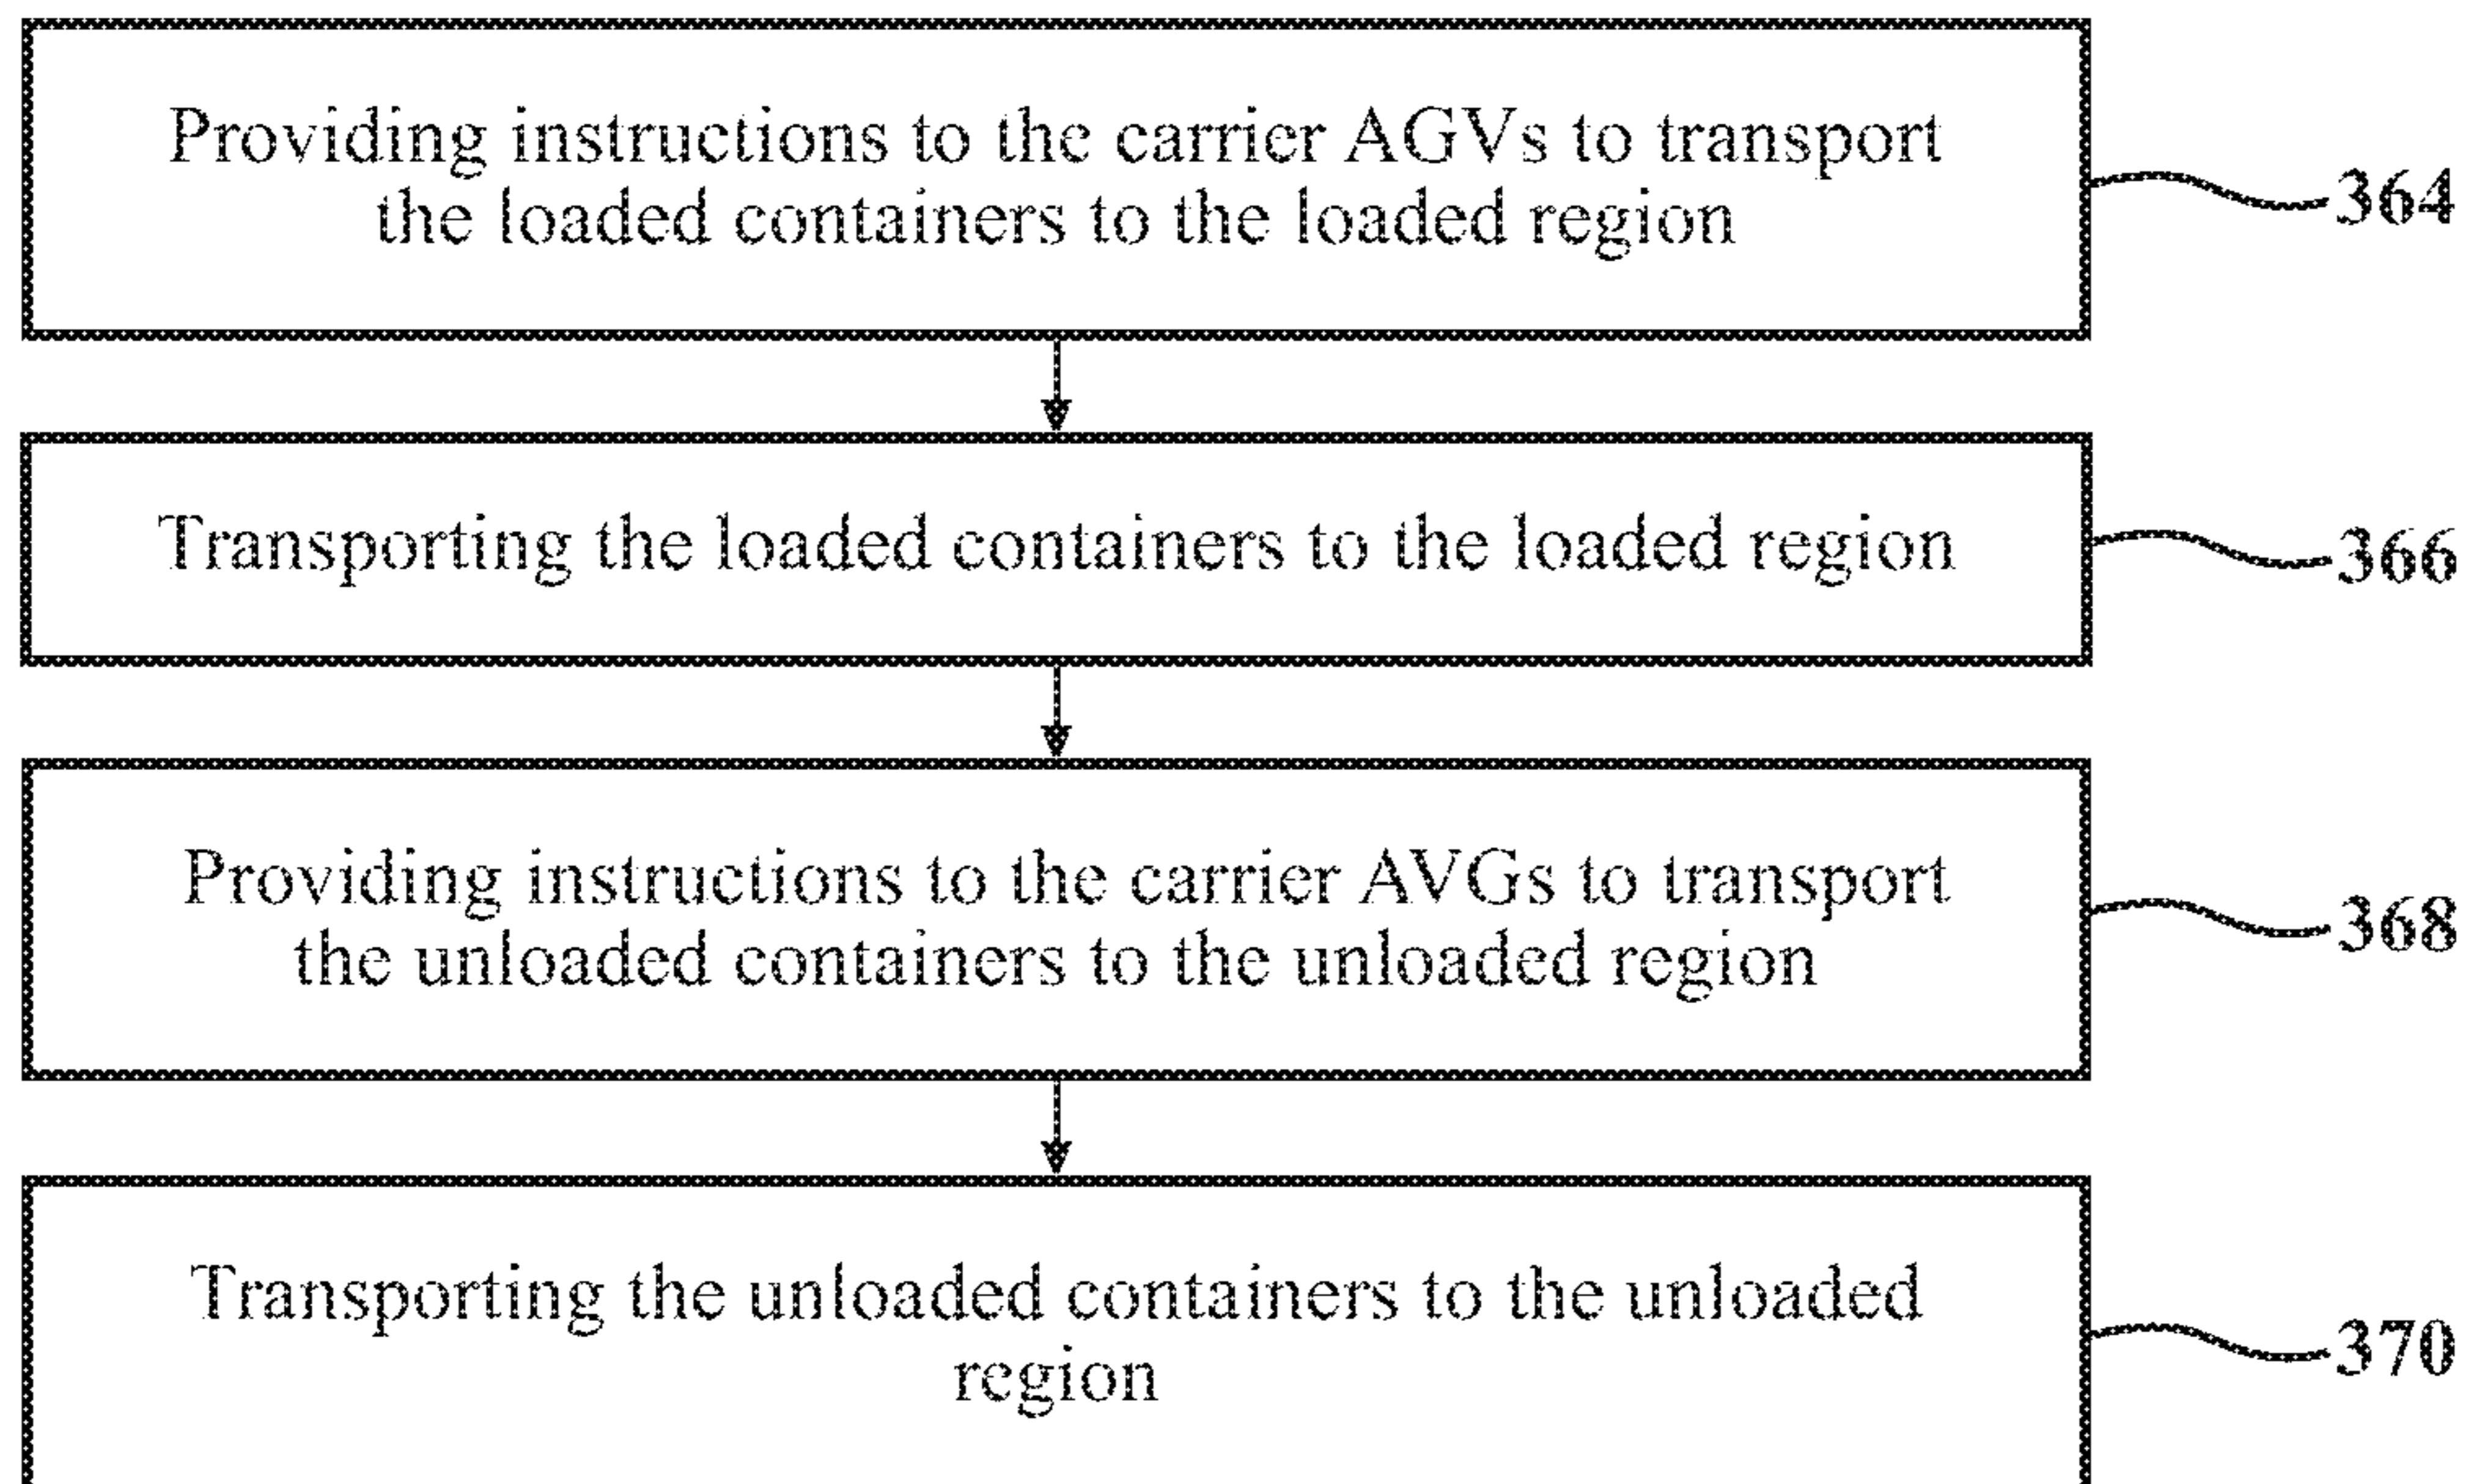 Providing instructions to the carrier AGVs to transport
the loaded containers to the loaded region
364
Transporting the loaded containers to the loaded region
366
Providing instructions to the carrier AVGs to transport
the unloaded containers to the unloaded region
368
Transporting the unloaded containers to the unloaded
region
370